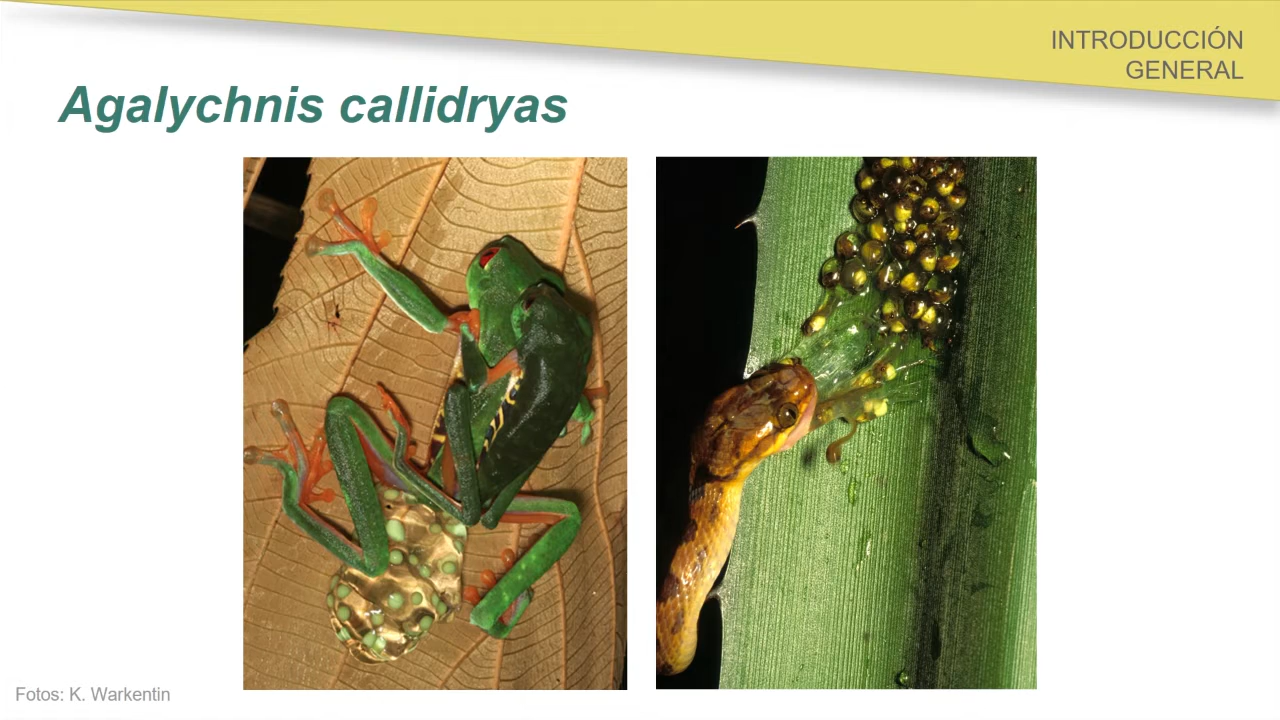 INTRODUCCIÓN
GENERAL
Agalychnis callidryas
Fotos: K. Warkentin